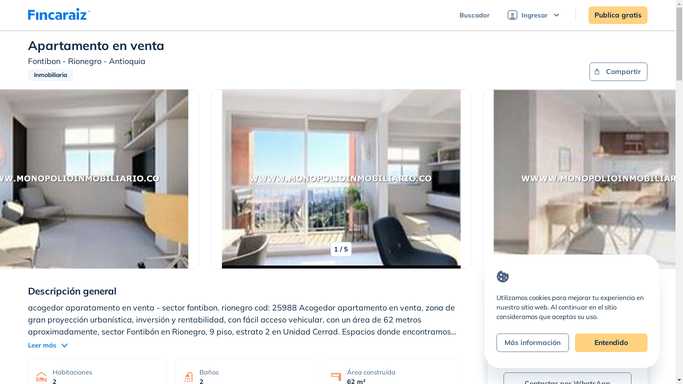 Fincaraiz
Buscador
Ingresar
Publica gratis
Apartamento en venta
Fontibon - Rionegro - Antioquia
Inmobiliaria
Compartir
WWW.MONOPOLIOINMOBILIARIO.CO
WWW.MONOPOLIOINMOBILIARIO.CO
WWW.MONOPOLIOINMOBILIARIO.CO
1 / 5
Descripción general
acogedor aparatamento en venta - sector fontibon, rionegro cod: 25988 Acogedor apartamento en venta, zona de
gran proyección urbanística, inversión y rentabilidad, con fácil acceso vehicular, con un área de 62 metros
aproximadamente, sector Fontibón en Rionegro, 9 piso, estrato 2 en Unidad Cerrad. Espacios donde encontramos...
Leer más
Habitaciones
2
Baños
2
Área construida
62 m²
Utilizamos cookies para mejorar tu experiencia en
nuestro sitio web. Al continuar en el sitio
consideramos que aceptas su uso.
Más información
Entendido
Contactar por WhatsApp